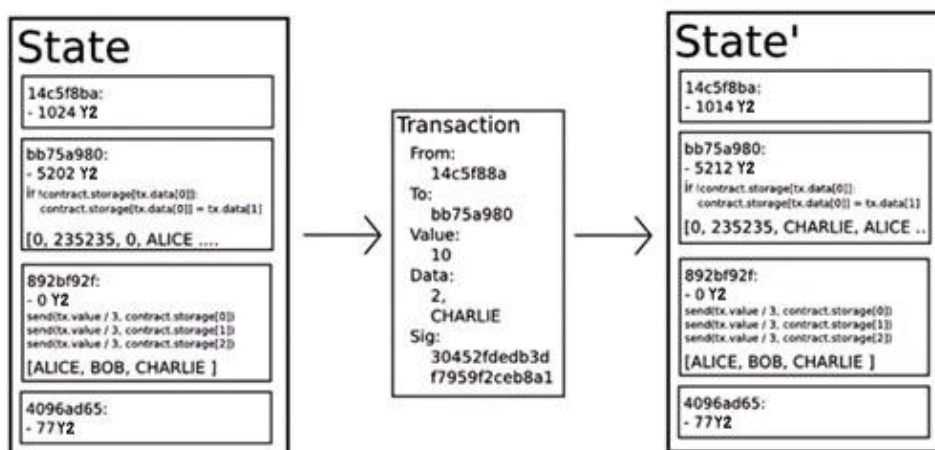 State
14c5f8ba:
- 1024 Y2
bb75a980:
- 5202 Y2
if !contract.storage[tx.data[0]]:
contract.storage[tx.data[0]] = tx.data[1]
[0, 235235, 0, ALICE ....
892bf92f:
- 0 Y2
send(tx.value / 3, contract.storage[0])
send(tx.value / 3, contract.storage[1])
send(tx.value / 3, contract.storage[2])
[ALICE, BOB, CHARLIE ]
4096ad65:
- 77Y2
Transaction
From:
14c5f88a
To:
bb75a980
Value:
10
Data:
2,
CHARLIE
Sig:
30452fdedb3d
f7959f2ceb8a1
State'
14c5f8ba:
- 1014 Y2
bb75a980:
- 5212 Y2
if !contract.storage[tx.data[0]]:
contract.storage[tx.data[0]] = tx.data[1]
[0, 235235, CHARLIE, ALICE ..
892bf92f:
- 0 Y2
send(tx.value / 3, contract.storage[0])
send(tx.value / 3, contract.storage[1])
send(tx.value / 3, contract.storage[2])
[ALICE, BOB, CHARLIE ]
4096ad65:
- 77Y2